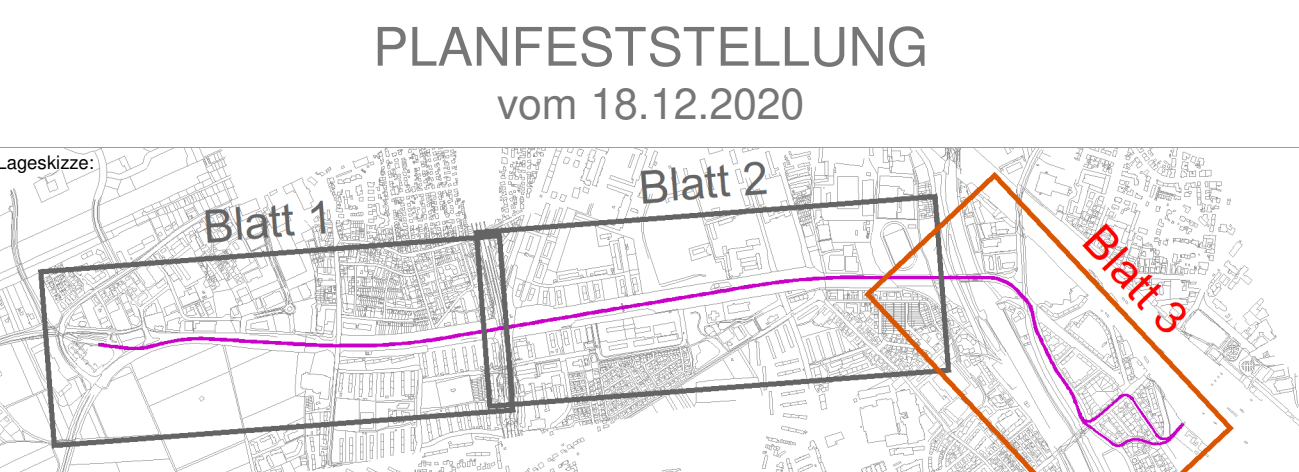 PLANFESTSTELLUNG
vom 18.12.2020
Lageskizze:
Blatt 1
Blatt 2
Blatt 3